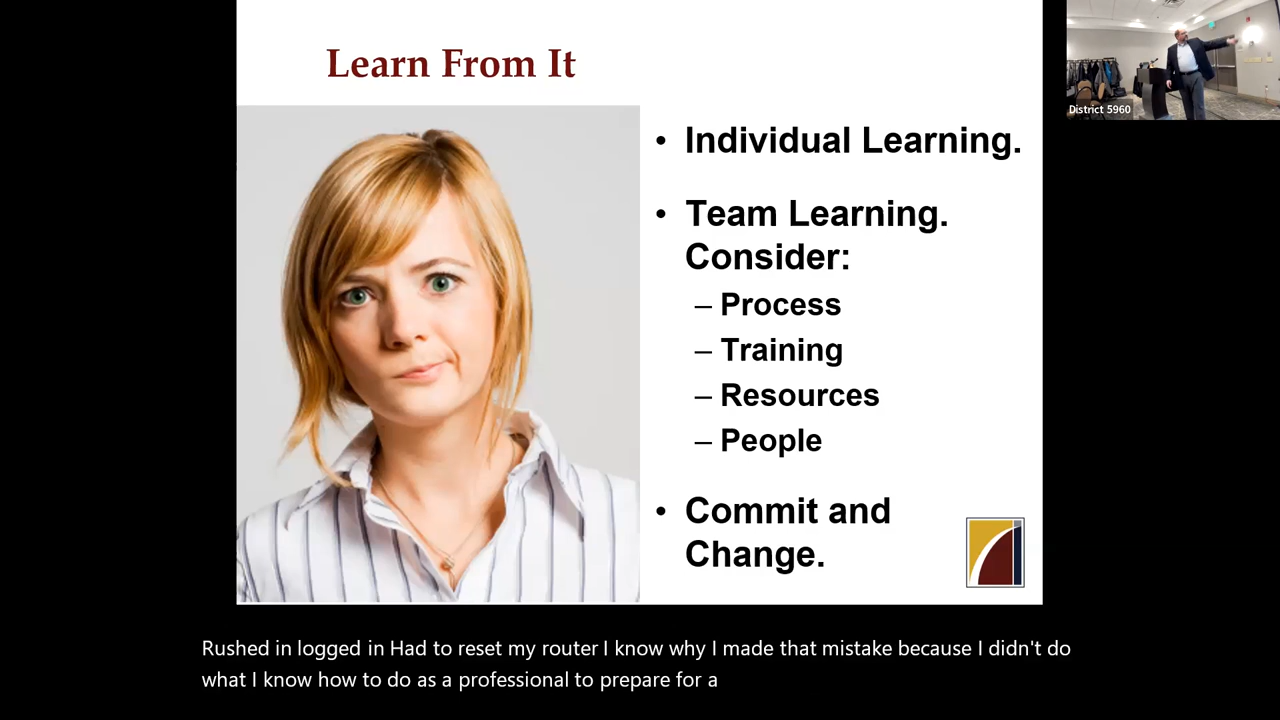 Learn From It
• Individual Learning.
• Team Learning.
Consider:
– Process
– Training
– Resources
– People
• Commit and
Change.
District 5960
Rushed in logged in Had to reset my router I know why I made that mistake because I didn't do
what I know how to do as a professional to prepare for a